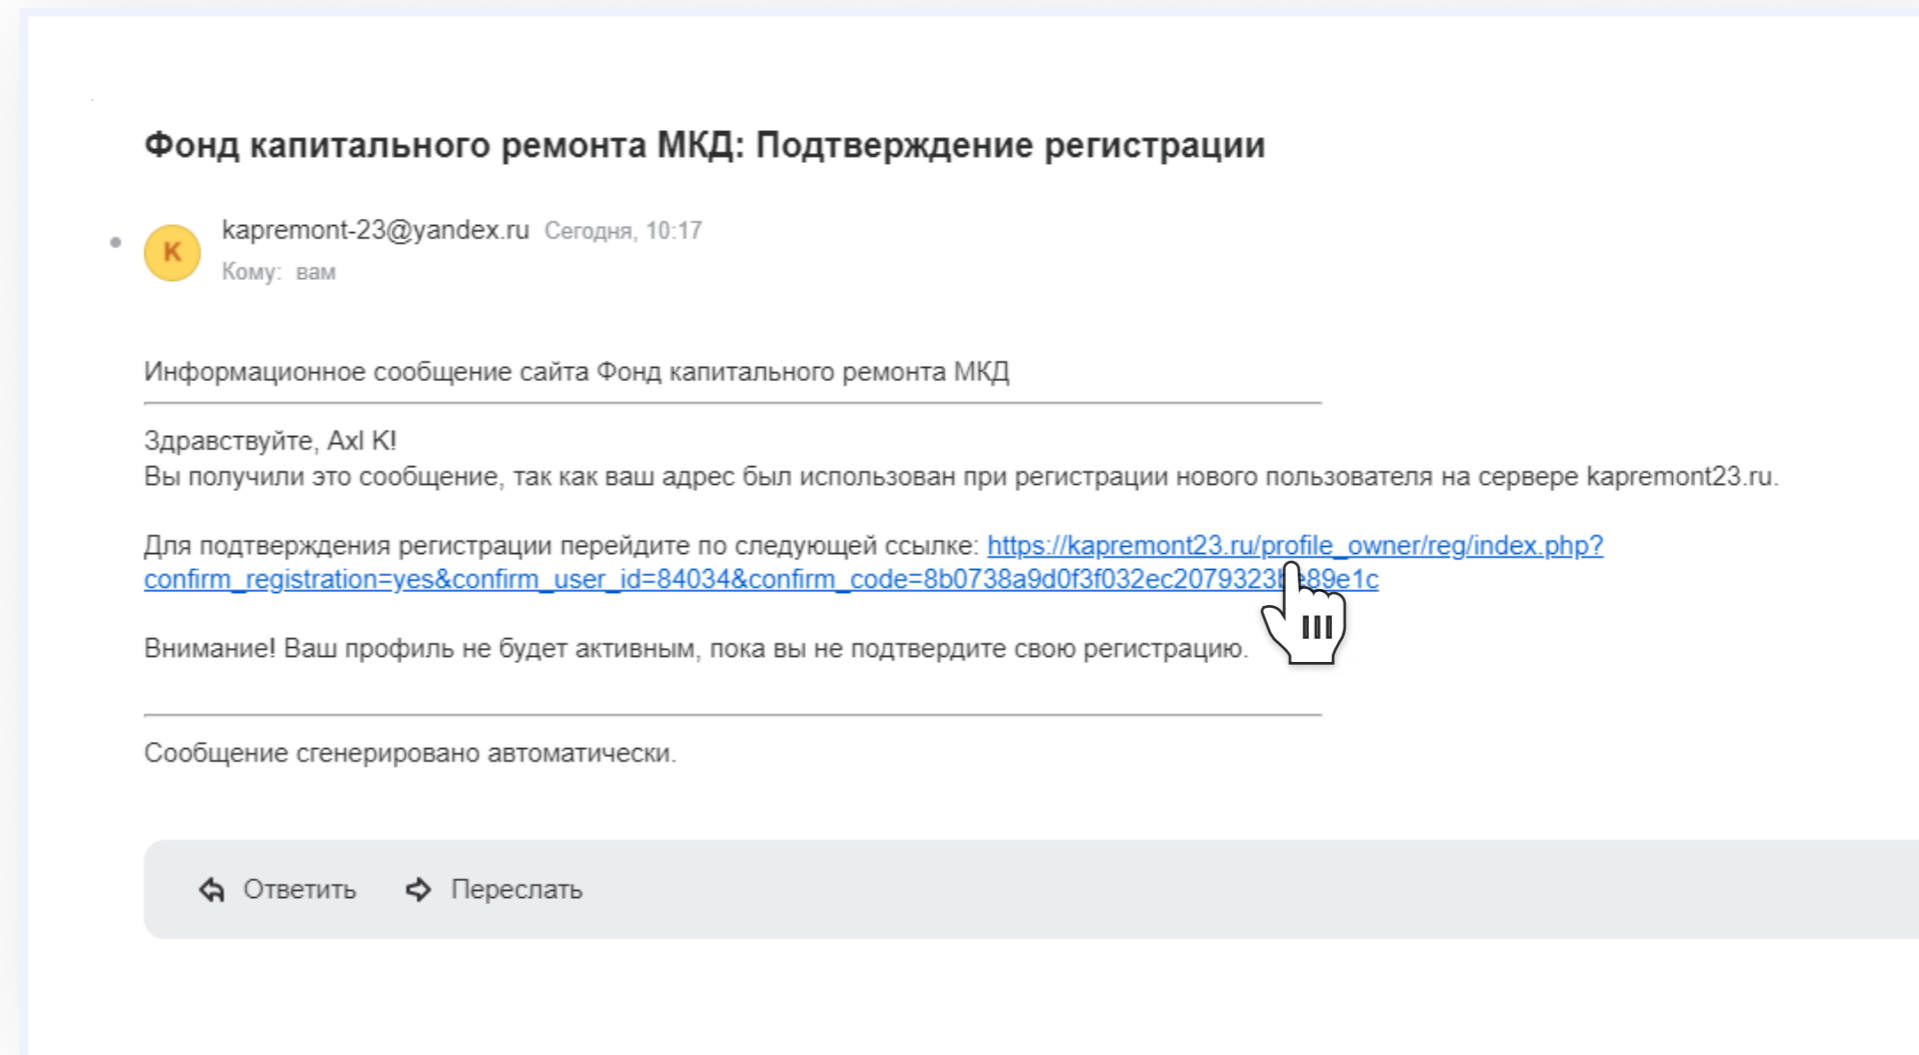 Фонд капитального ремонта МКД: Подтверждение регистрации
K
kapremont-23@yandex.ru Сегодня, 10:17
Кому: вам
Информационное сообщение сайта Фонд капитального ремонта МКД
Здравствуйте, Axl K!
Вы получили это сообщение, так как ваш адрес был использован при регистрации нового пользователя на сервере kapremont23.ru.
Для подтверждения регистрации перейдите по следующей ссылке: https://kapremont23.ru/profile_owner/reg/index.php?
confirm_registration=yes&confirm_user_id=84034&confirm_code=8b0738a9d0f3f032ec2079323be89e1c
Внимание! Ваш профиль не будет активным, пока вы не подтвердите свою регистрацию.
Сообщение сгенерировано автоматически.
Ответить Переслать